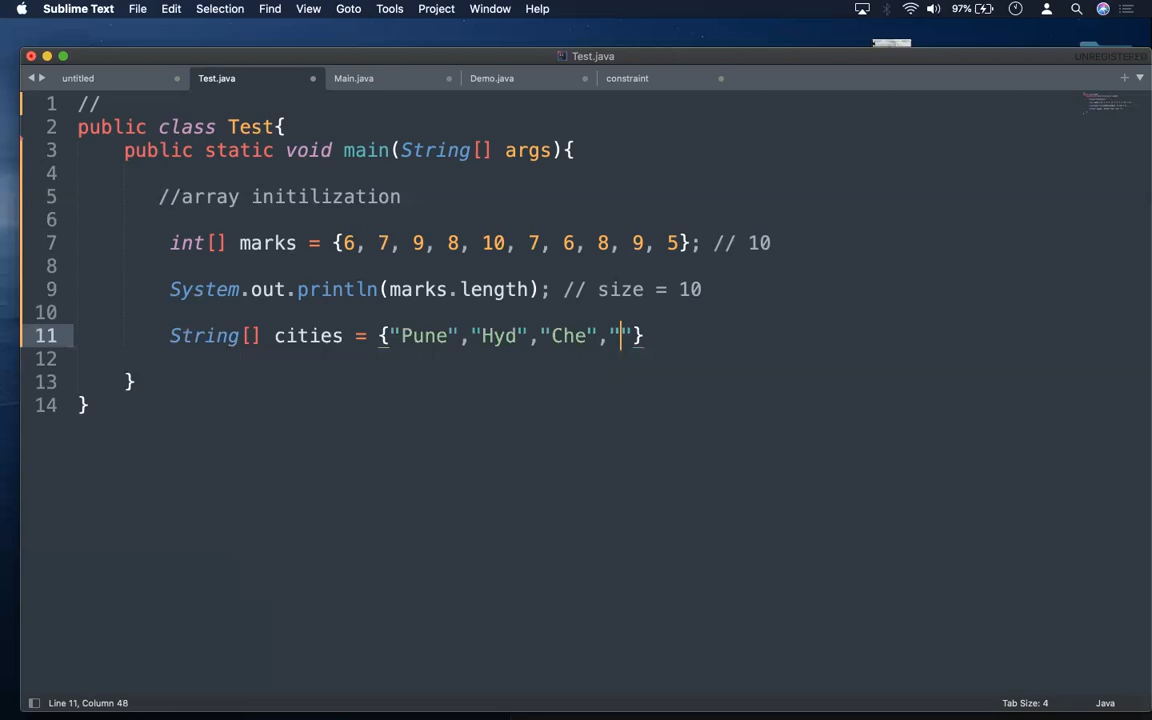 Sublime Text File Edit Selection Find View Goto Tools Project Window Help 97%
Test.java
UNREGISTERED
untitled Test.java Main.java Demo.java constraint
1 //
2 public class Test{
3 public static void main(String[] args){
4
5 //array initilization
6
7 int[] marks = {6, 7, 9, 8, 10, 7, 6, 8, 9, 5}; // 10
8
9 System.out.println(marks.length); // size = 10
10
11 String[] cities = {"Pune","Hyd","Che",""}
12
13 }
14 }
Line 11, Column 48 Tab Size: 4 Java